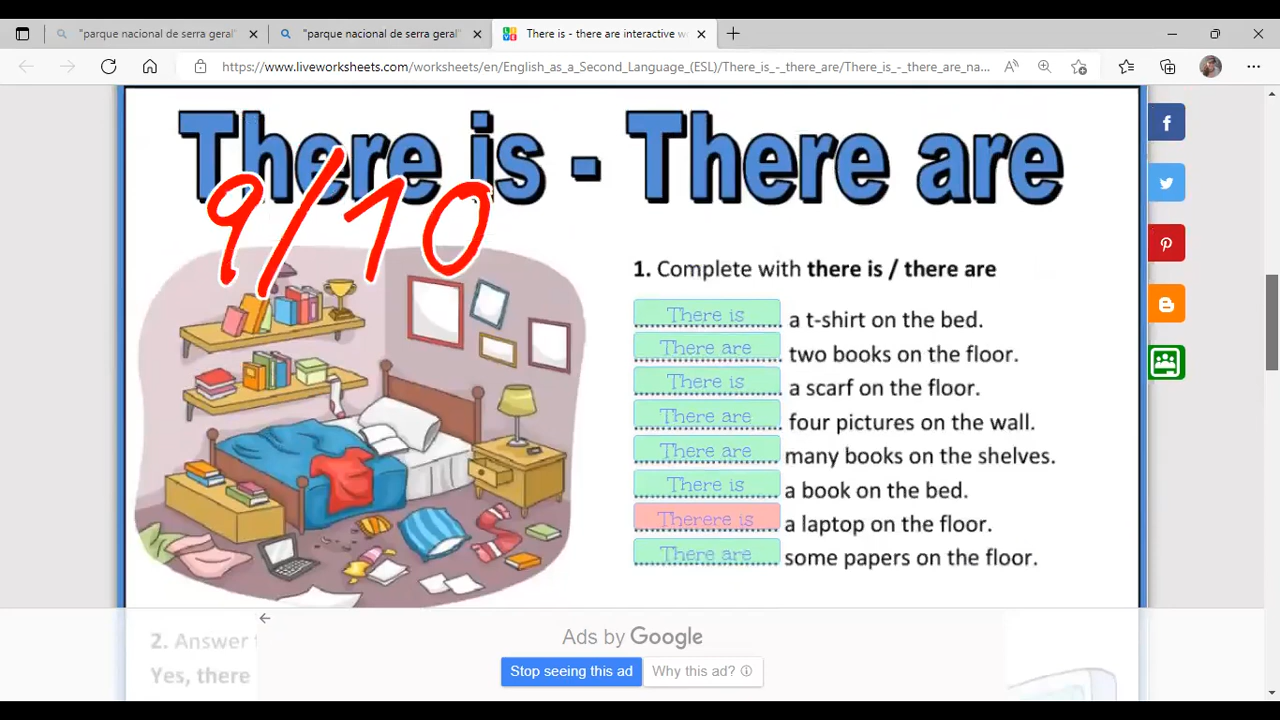 "parque nacional de serra geral"
"parque nacional de serra geral"
There is - there are interactive wo
https://www.liveworksheets.com/worksheets/en/English_as_a_Second_Language_(ESL)/There_is_-_there_are/There_is_-_there_are_na...
There is - There are
9/10
1. Complete with there is / there are
There is a t-shirt on the bed.
There are two books on the floor.
There is a scarf on the floor.
There are four pictures on the wall.
There are many books on the shelves.
There is a book on the bed.
Therere is a laptop on the floor.
There are some papers on the floor.
2. Answer
Yes, there
Ads by Google
Stop seeing this ad Why this ad?